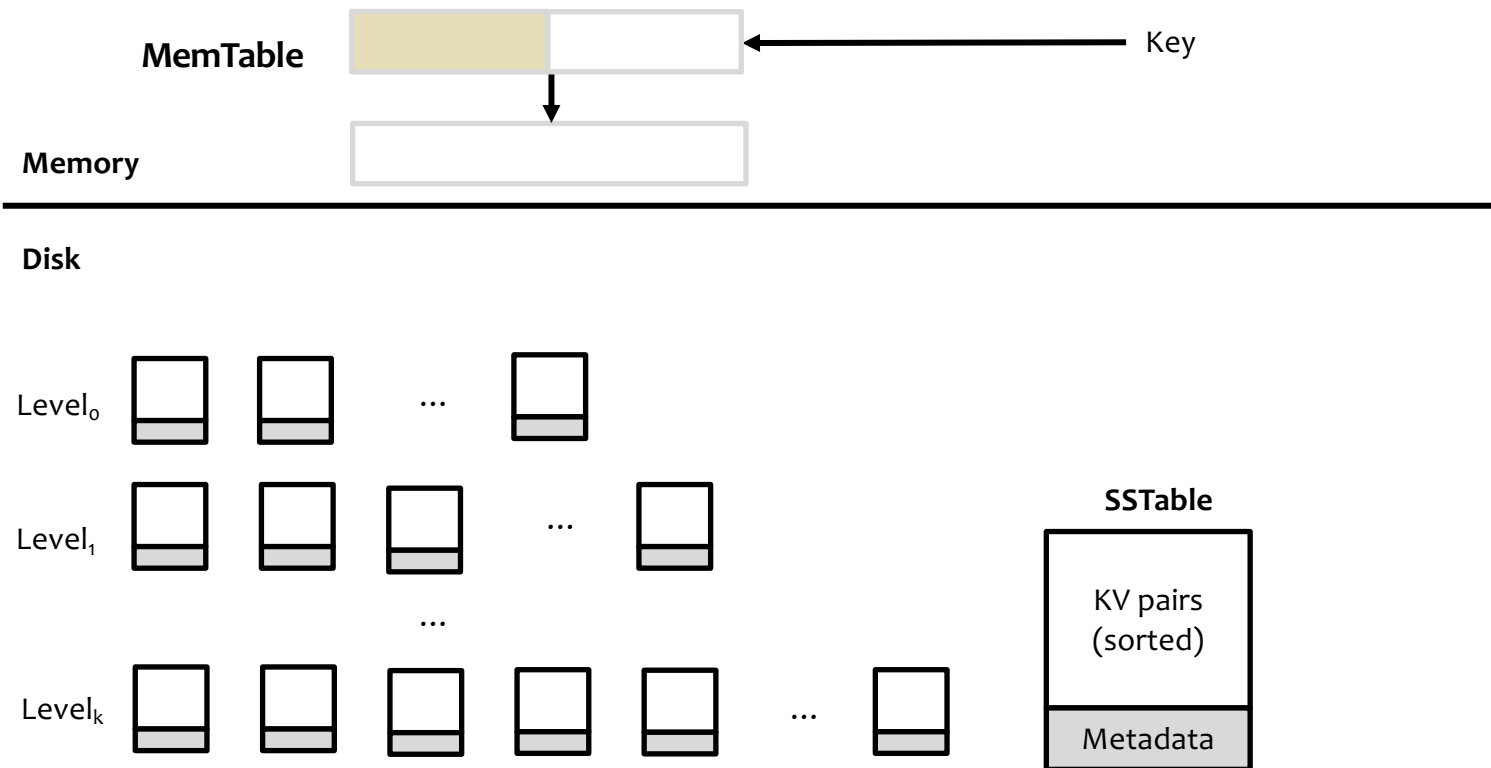 MemTable
Key
Memory
Disk
Level₀
...
Level₁
...
SSTable
KV pairs
(sorted)
...
Levelₖ
...
Metadata